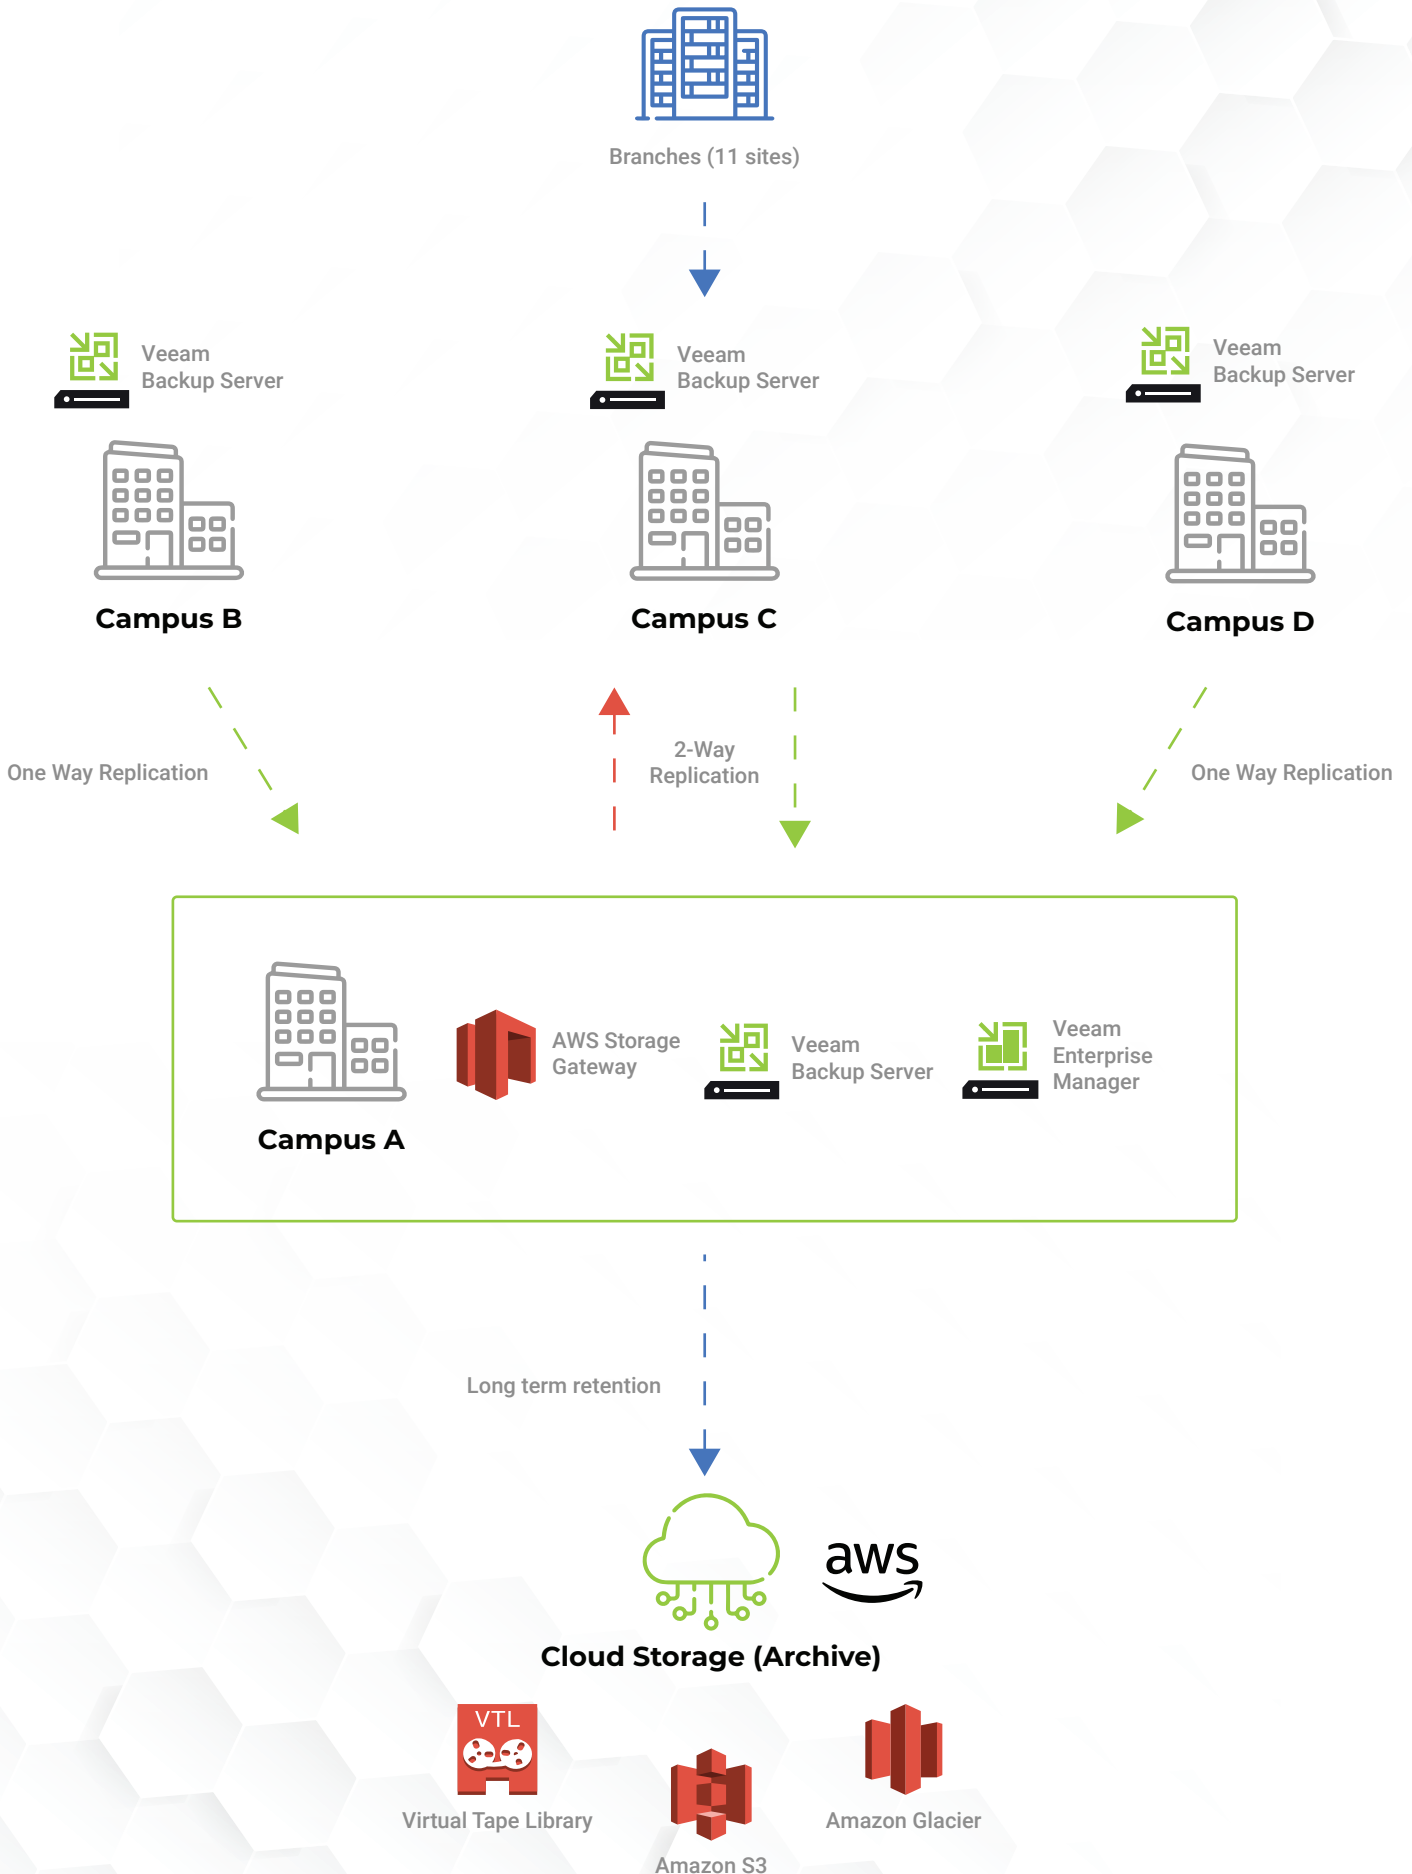 Branches (11 sites)
Veeam
Backup Server
Veeam
Backup Server
Veeam
Backup Server
Campus B
Campus C
Campus D
One Way Replication
2-Way
Replication
One Way Replication
AWS Storage
Gateway
Veeam
Backup Server
Veeam
Enterprise
Manager
Campus A
Long term retention
aws
Cloud Storage (Archive)
VTL
Virtual Tape Library
Amazon S3
Amazon Glacier